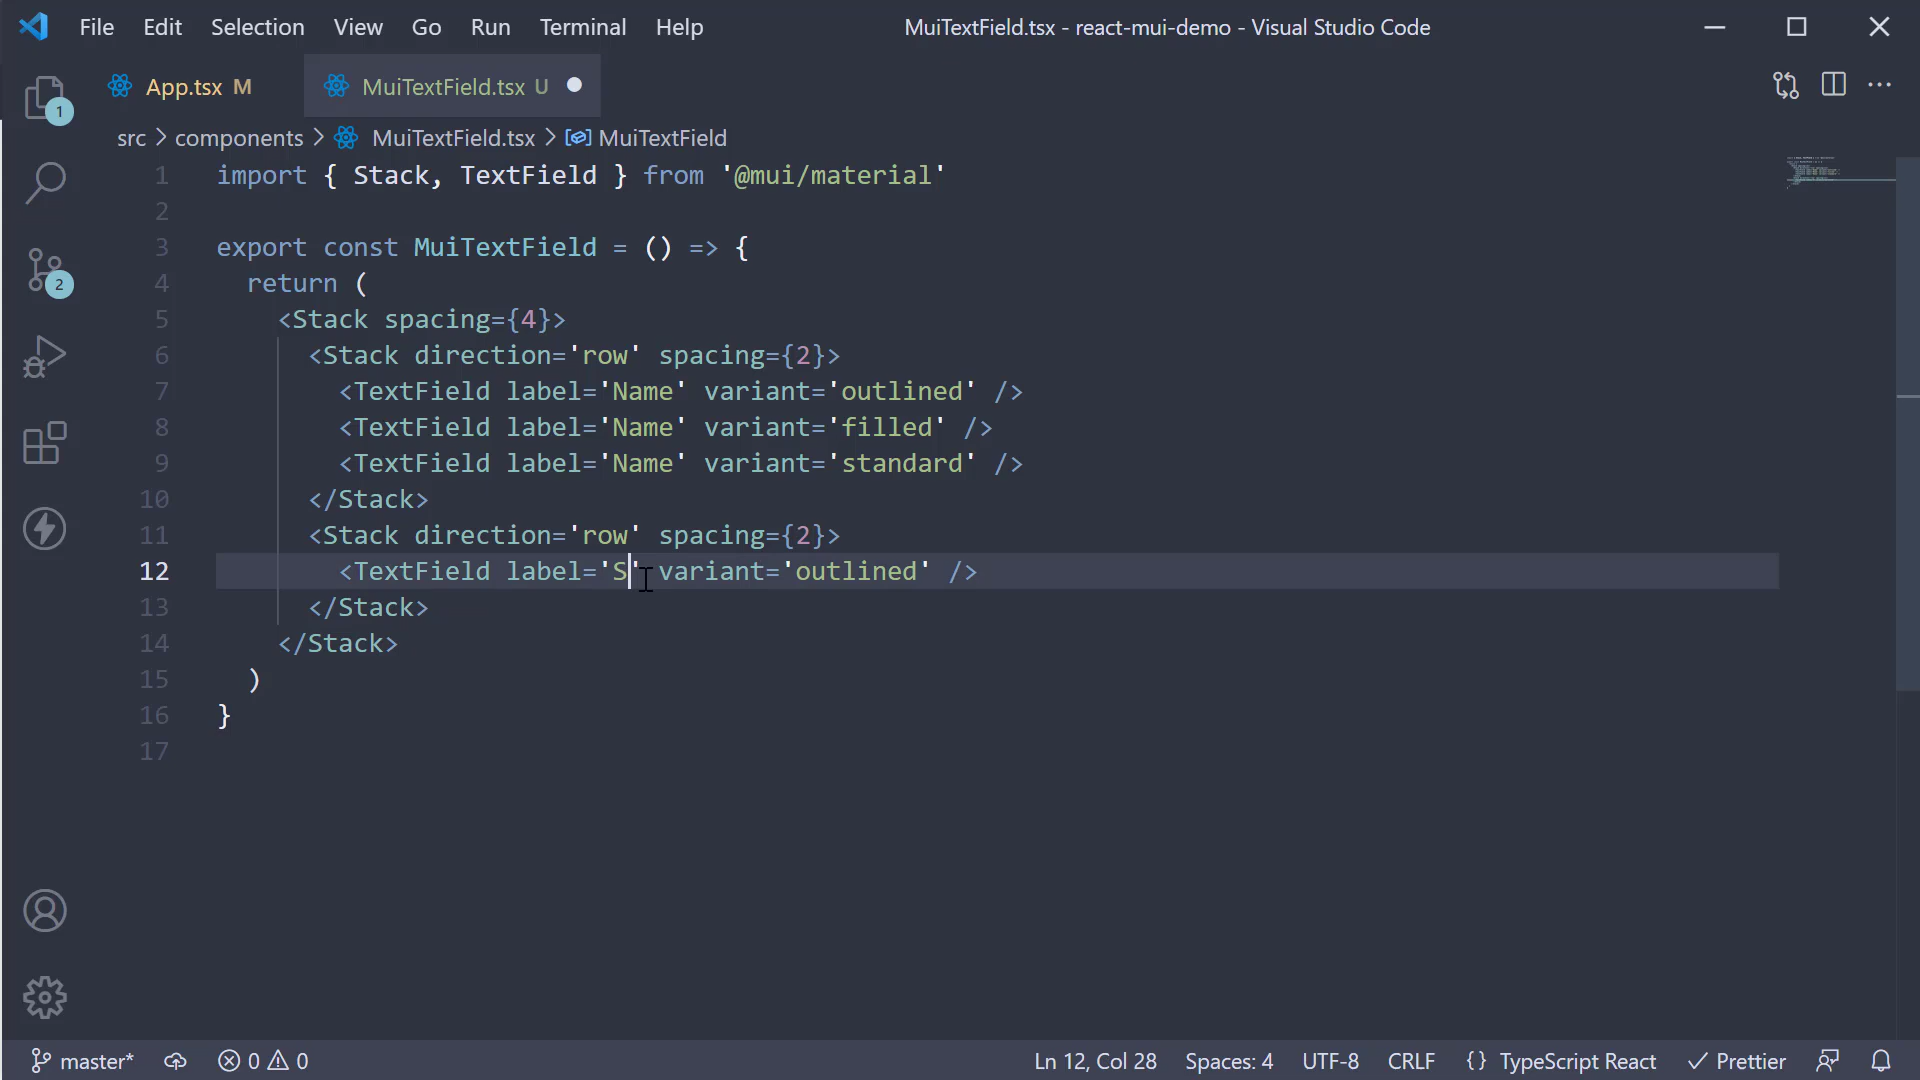 File Edit Selection View Go Run Terminal Help MuiTextField.tsx - react-mui-demo - Visual Studio Code
App.tsx M MuiTextField.tsx U
src > components > MuiTextField.tsx > MuiTextField
1 import { Stack, TextField } from '@mui/material'
2
3 export const MuiTextField = () => {
4 return (
5 <Stack spacing={4}>
6 <Stack direction='row' spacing={2}>
7 <TextField label='Name' variant='outlined' />
8 <TextField label='Name' variant='filled' />
9 <TextField label='Name' variant='standard' />
10 </Stack>
11 <Stack direction='row' spacing={2}>
12 <TextField label='S' variant='outlined' />
13 </Stack>
14 </Stack>
15 )
16 }
17
1
2
master* 0 0 Ln 12, Col 28 Spaces: 4 UTF-8 CRLF {} TypeScript React Prettier